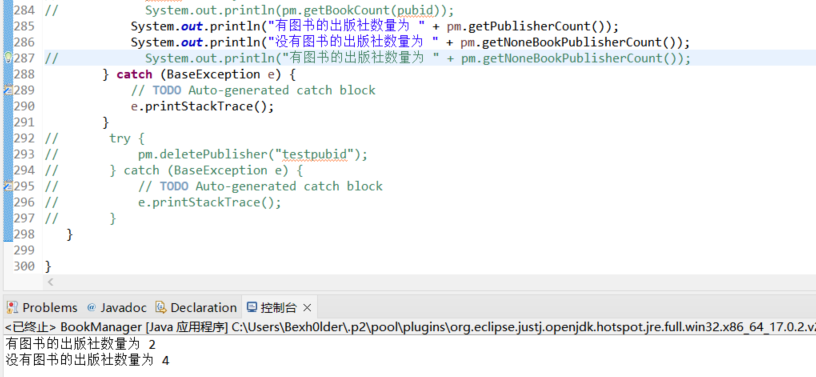 284 //            System.out.println(pm.getBookCount(pubid));
285            System.out.println("有图书的出版社数量为 " + pm.getPublisherCount());
286            System.out.println("没有图书的出版社数量为 " + pm.getNoneBookPublisherCount());
287 //            System.out.println("有图书的出版社数量为 " + pm.getNoneBookPublisherCount());
288        } catch (BaseException e) {
289            // TODO Auto-generated catch block
290            e.printStackTrace();
291        }
292 //        try {
293 //            pm.deletePublisher("testpubid");
294 //        } catch (BaseException e) {
295 //            // TODO Auto-generated catch block
296 //            e.printStackTrace();
297 //        }
298    }
299
300 }
Problems @ Javadoc Declaration 控制台
<已终止> BookManager [Java 应用程序] C:\Users\Bexh0lder\.p2\pool\plugins\org.eclipse.justj.openjdk.hotspot.jre.full.win32.x86_64_17.0.2.v2
有图书的出版社数量为 2
没有图书的出版社数量为 4